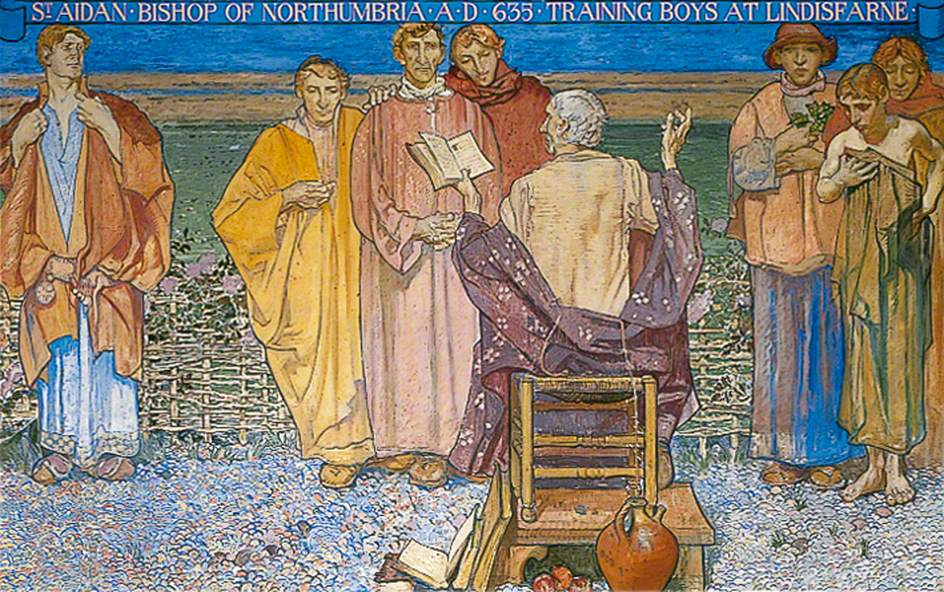 ST AIDAN · BISHOP OF NORTHUMBRIA · A · D · 635 · TRAINING BOYS AT LINDISFARNE ·